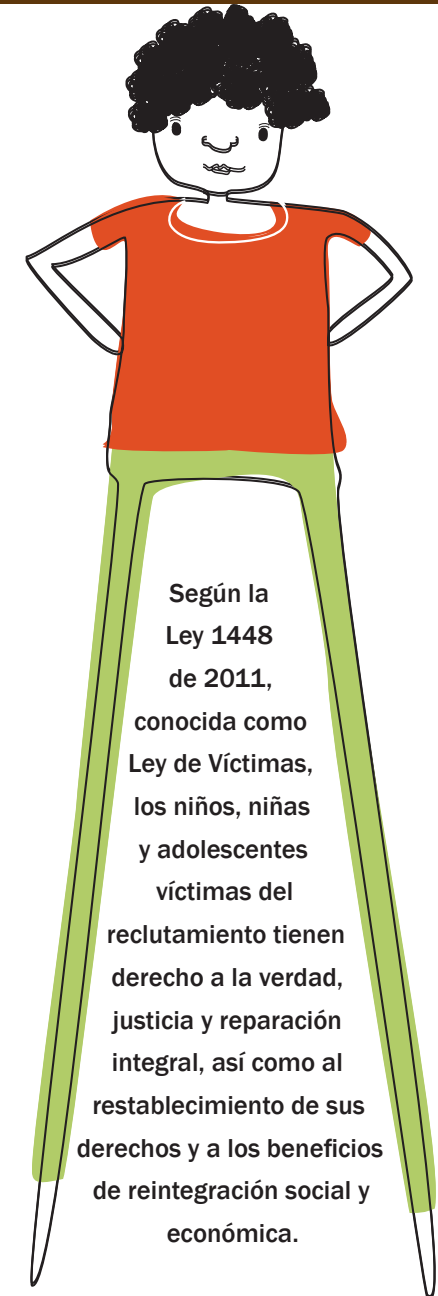 Según la
Ley 1448
de 2011,
conocida como
Ley de Víctimas,
los niños, niñas
y adolescentes
víctimas del
reclutamiento tienen
derecho a la verdad,
justicia y reparación
integral, así como al
restablecimiento de sus
derechos y a los beneficios
de reintegración social y
económica.